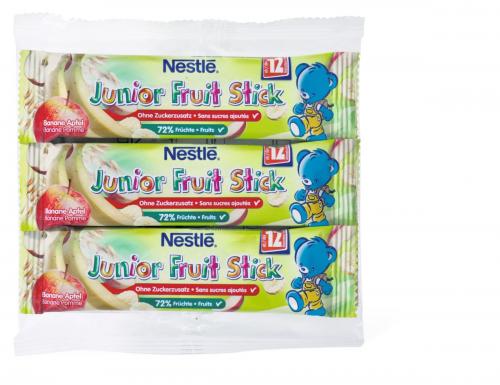 Nestlé.
12
Junior Fruit Stick
Ohne Zuckerzusatz • Sans sucres ajoutés ✓
72% Früchte • Fruits ✓
Banane Apfel
Banane Pomme
Nestlé.
12
Junior Fruit Stick
Ohne Zuckerzusatz • Sans sucres ajoutés ✓
72% Früchte • Fruits ✓
Banane Apfel
Banane Pomme
Nestlé.
12
Junior Fruit Stick
Ohne Zuckerzusatz • Sans sucres ajoutés ✓
72% Früchte • Fruits ✓
Banane Apfel
Banane Pomme